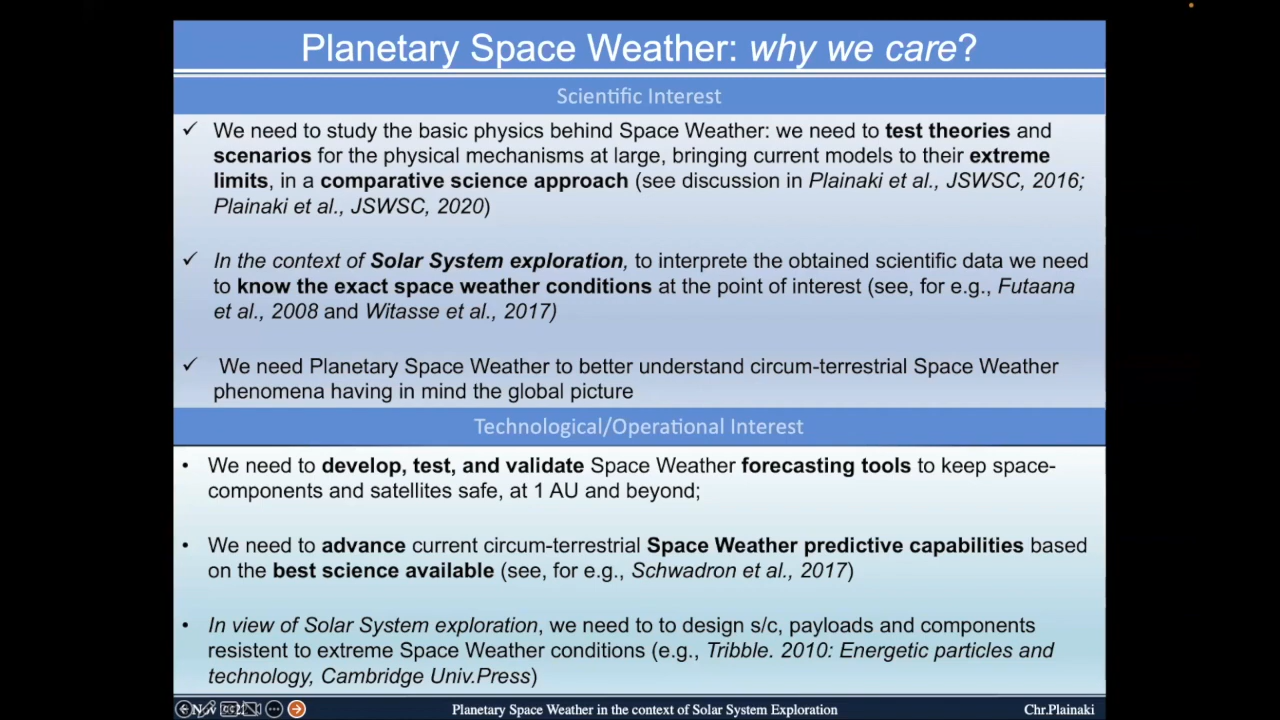 Planetary Space Weather: why we care?
Scientific Interest
✓ We need to study the basic physics behind Space Weather: we need to test theories and
scenarios for the physical mechanisms at large, bringing current models to their extreme
limits, in a comparative science approach (see discussion in Plainaki et al., JSWSC, 2016;
Plainaki et al., JSWSC, 2020)
✓ In the context of Solar System exploration, to interprete the obtained scientific data we need
to know the exact space weather conditions at the point of interest (see, for e.g., Futaana
et al., 2008 and Witasse et al., 2017)
✓ We need Planetary Space Weather to better understand circum-terrestrial Space Weather
phenomena having in mind the global picture
Technological/Operational Interest
• We need to develop, test, and validate Space Weather forecasting tools to keep space-
components and satellites safe, at 1 AU and beyond;
• We need to advance current circum-terrestrial Space Weather predictive capabilities based
on the best science available (see, for e.g., Schwadron et al., 2017)
• In view of Solar System exploration, we need to to design s/c, payloads and components
resistent to extreme Space Weather conditions (e.g., Tribble. 2010: Energetic particles and
technology, Cambridge Univ.Press)
Planetary Space Weather in the context of Solar System Exploration
Chr.Plainaki